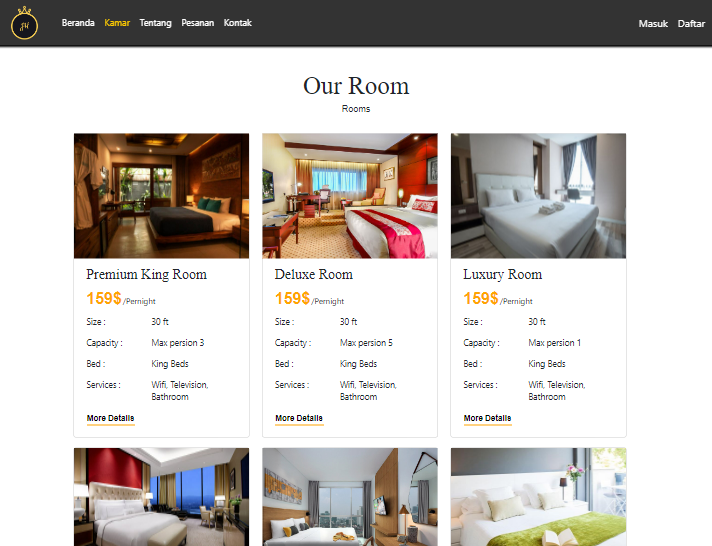 JH
Beranda Kamar Tentang Pesanan Kontak
Masuk Daftar
Our Room
Rooms
Premium King Room
159$ /Pernight
Size : 30 ft
Capacity : Max persion 3
Bed : King Beds
Services : Wifi, Television,
Bathroom
More Details
Deluxe Room
159$ /Pernight
Size : 30 ft
Capacity : Max persion 5
Bed : King Beds
Services : Wifi, Television,
Bathroom
More Details
Luxury Room
159$ /Pernight
Size : 30 ft
Capacity : Max persion 1
Bed : King Beds
Services : Wifi, Television,
Bathroom
More Details